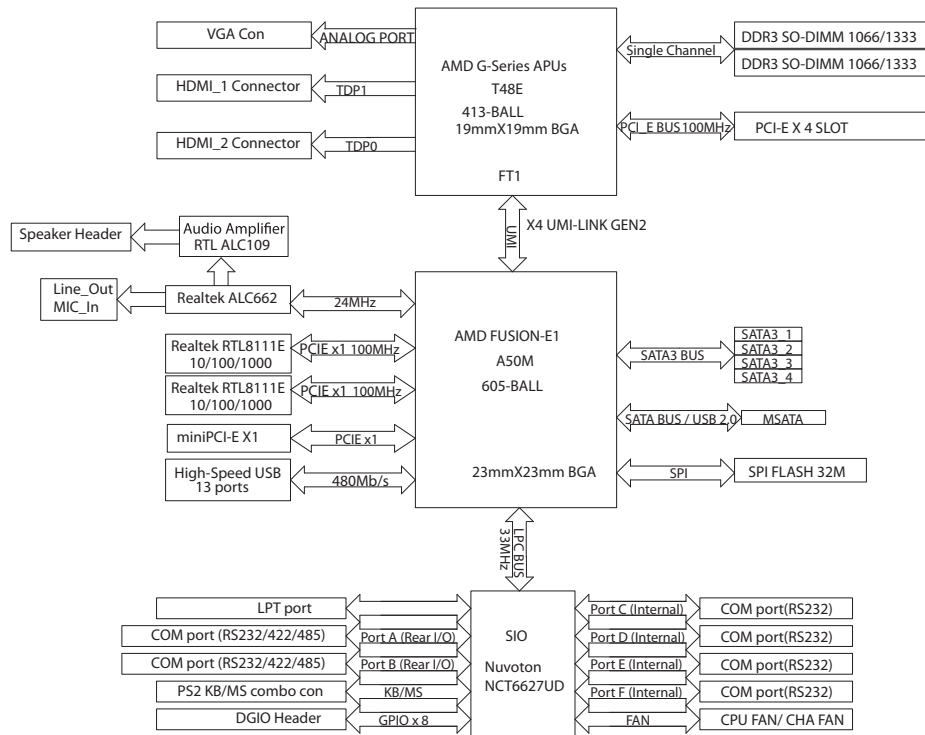 VGA Con
ANALOG PORT
HDMI_1 Connector
TDP1
HDMI_2 Connector
TDP0
AMD G-Series APUs
T48E
413-BALL
19mmX19mm BGA
FT1
Single Channel
DDR3 SO-DIMM 1066/1333
DDR3 SO-DIMM 1066/1333
PCI_E BUS100MHz
PCI-E X 4 SLOT
UMI
X4 UMI-LINK GEN2
Speaker Header
Audio Amplifier
RTL ALC109
Line_Out
MIC_In
Realtek ALC662
24MHz
Realtek RTL8111E
10/100/1000
PCIE x1 100MHz
Realtek RTL8111E
10/100/1000
PCIE x1 100MHz
miniPCI-E X1
PCIE x1
High-Speed USB
13 ports
480Mb/s
AMD FUSION-E1
A50M
605-BALL
23mmX23mm BGA
SATA3 BUS
SATA3_1
SATA3_2
SATA3_3
SATA3_4
SATA BUS / USB 2,0
MSATA
SPI
SPI FLASH 32M
LPC BUS
33MHz
LPT port
COM port (RS232/422/485)
Port A (Rear I/O)
COM port (RS232/422/485)
Port B (Rear I/O)
PS2 KB/MS combo con
KB/MS
DGIO Header
GPIO x 8
SIO
Nuvoton
NCT6627UD
Port C (Internal)
COM port(RS232)
Port D (Internal)
COM port(RS232)
Port E (Internal)
COM port(RS232)
Port F (Internal)
COM port(RS232)
FAN
CPU FAN/ CHA FAN